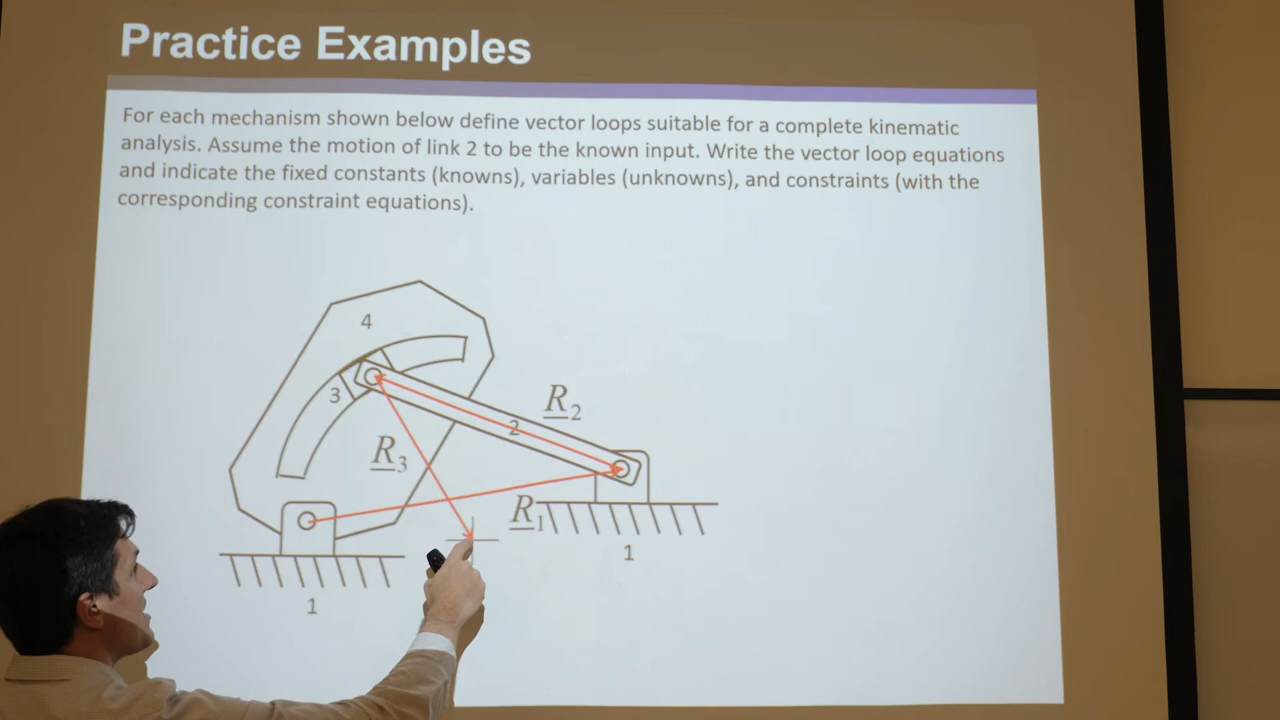 Practice Examples
For each mechanism shown below define vector loops suitable for a complete kinematic
analysis. Assume the motion of link 2 to be the known input. Write the vector loop equations
and indicate the fixed constants (knowns), variables (unknowns), and constraints (with the
corresponding constraint equations).
4
3
R2
2
R3
R1
1
1